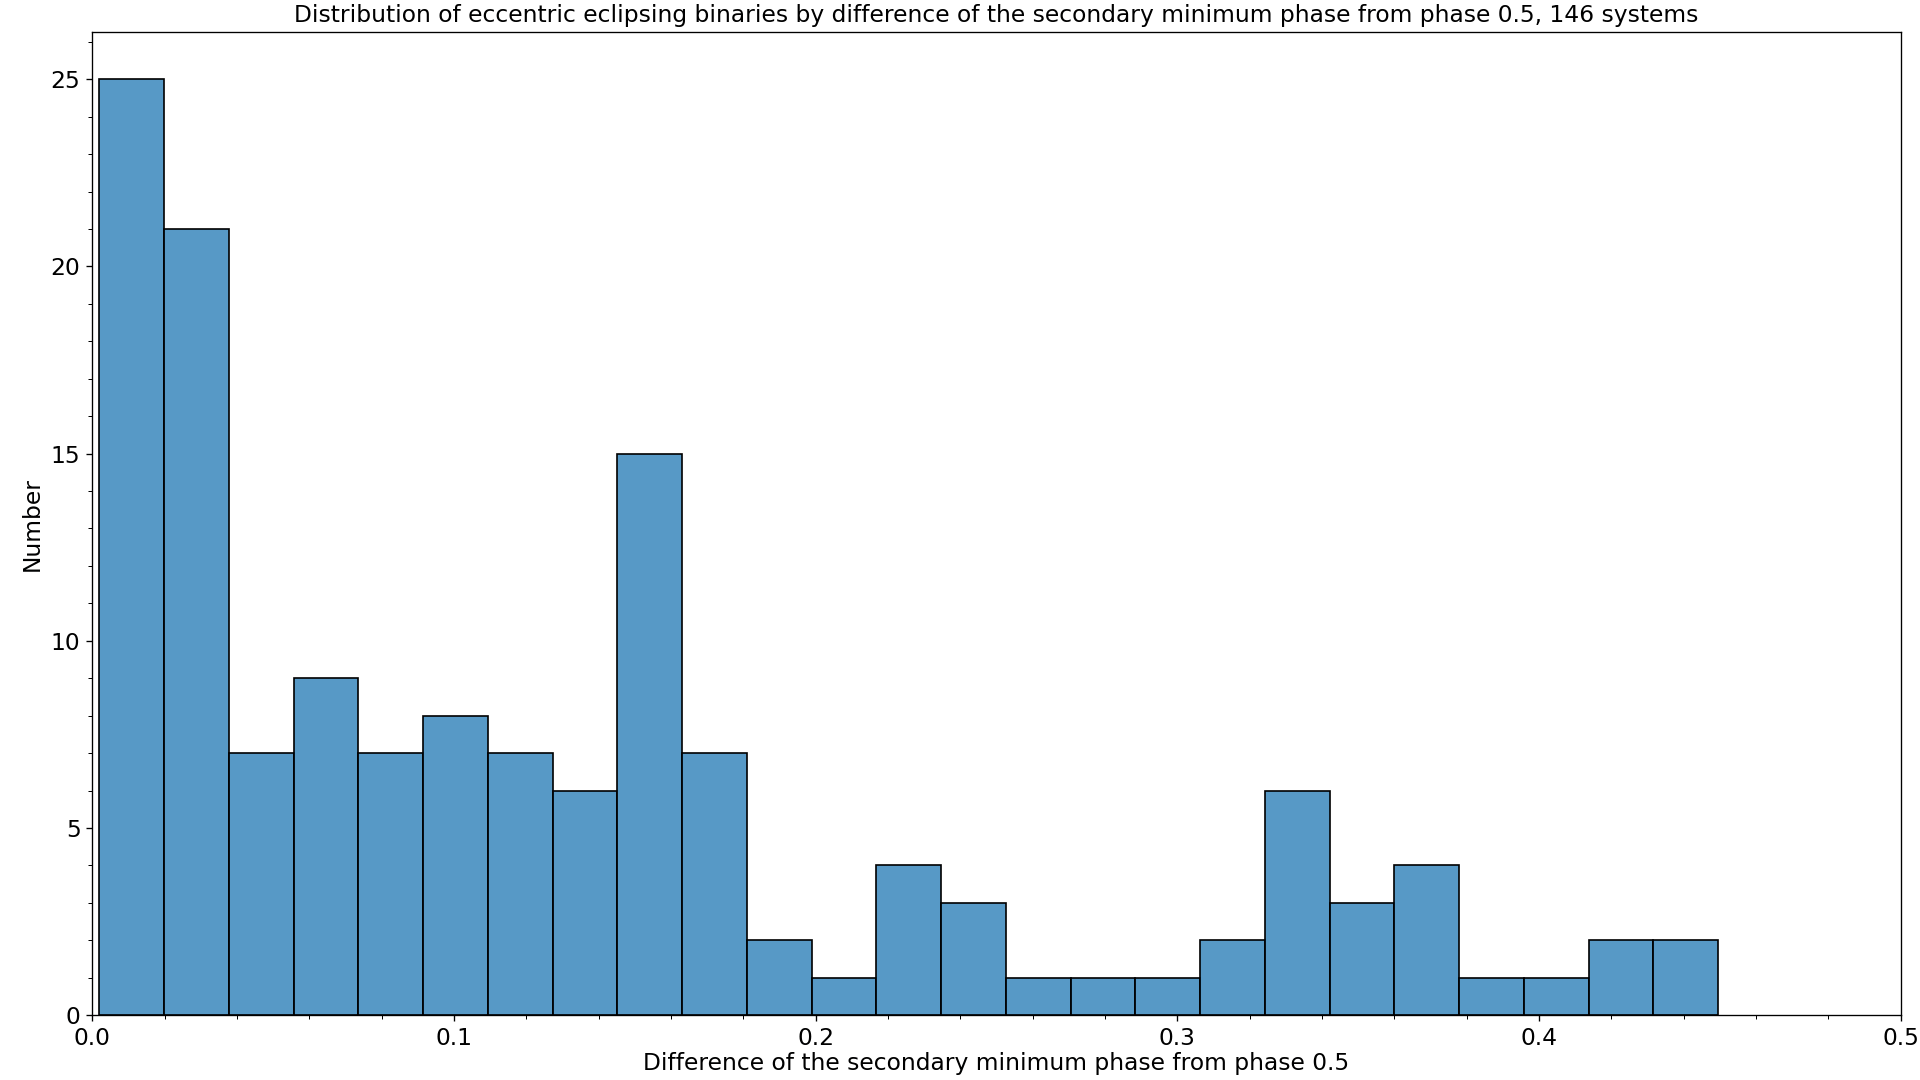 Distribution of eccentric eclipsing binaries by difference of the secondary minimum phase from phase 0.5, 146 systems
25
20
15
10
5
0
Number
0.0 0.1 0.2 0.3 0.4 0.5
Difference of the secondary minimum phase from phase 0.5